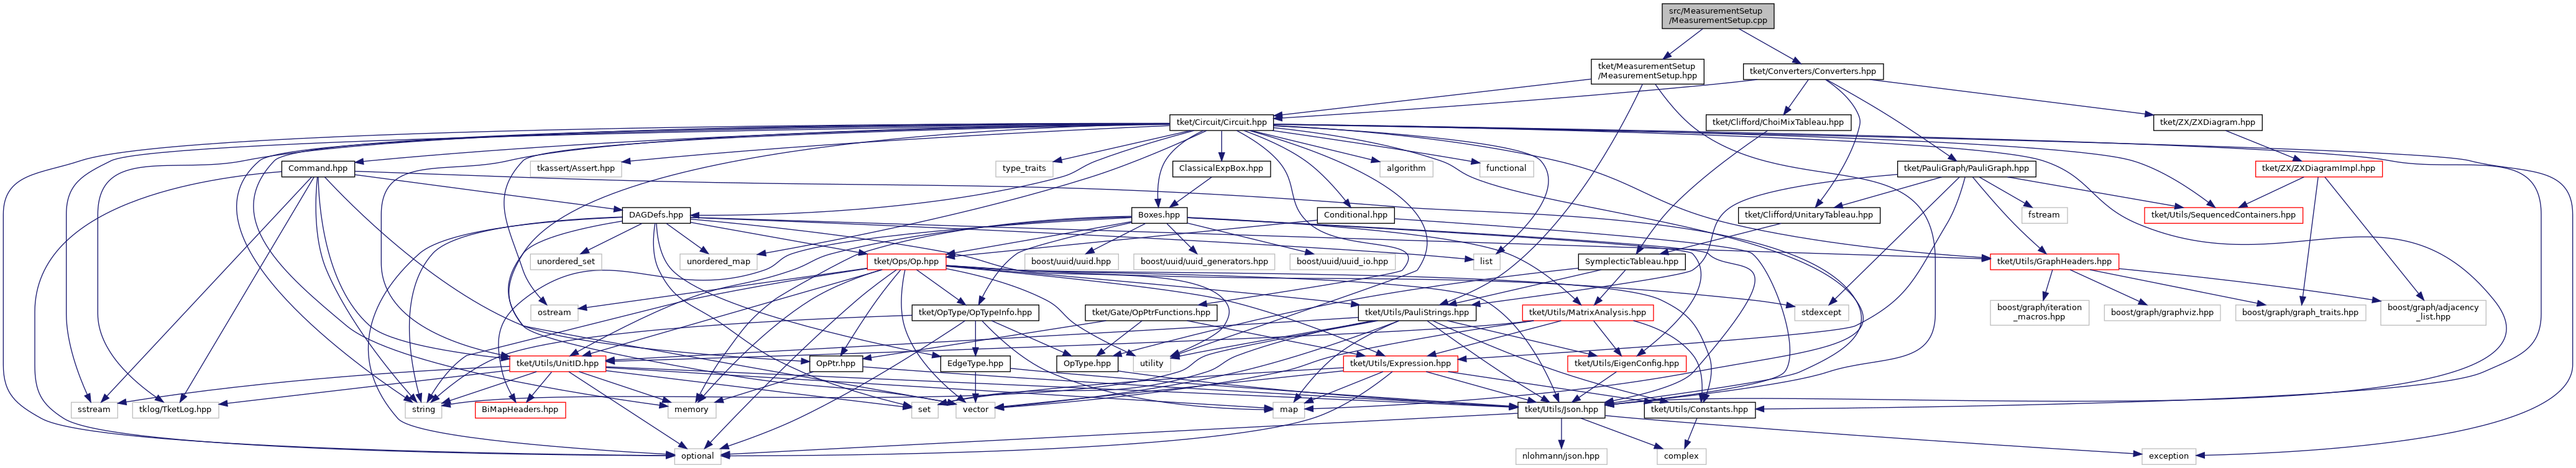 src/MeasurementSetup
/MeasurementSetup.cpp
tket/MeasurementSetup
/MeasurementSetup.hpp
tket/Converters/Converters.hpp
tket/Circuit/Circuit.hpp
tket/Clifford/ChoiMixTableau.hpp
tket/ZX/ZXDiagram.hpp
Command.hpp
tkassert/Assert.hpp
type_traits
ClassicalExpBox.hpp
algorithm
functional
tket/PauliGraph/PauliGraph.hpp
tket/ZX/ZXDiagramImpl.hpp
DAGDefs.hpp
Boxes.hpp
Conditional.hpp
tket/Clifford/UnitaryTableau.hpp
fstream
tket/Utils/SequencedContainers.hpp
unordered_set
unordered_map
tket/Ops/Op.hpp
boost/uuid/uuid.hpp
boost/uuid/uuid_generators.hpp
boost/uuid/uuid_io.hpp
list
SymplecticTableau.hpp
tket/Utils/GraphHeaders.hpp
ostream
tket/OpType/OpTypeInfo.hpp
tket/Gate/OpPtrFunctions.hpp
tket/Utils/PauliStrings.hpp
tket/Utils/MatrixAnalysis.hpp
stdexcept
boost/graph/iteration
_macros.hpp
boost/graph/graphviz.hpp
boost/graph/graph_traits.hpp
boost/graph/adjacency
_list.hpp
tket/Utils/UnitID.hpp
OpPtr.hpp
EdgeType.hpp
utility
OpType.hpp
tket/Utils/Expression.hpp
tket/Utils/EigenConfig.hpp
sstream
tklog/TketLog.hpp
string
BiMapHeaders.hpp
memory
set
vector
map
tket/Utils/Json.hpp
tket/Utils/Constants.hpp
optional
nlohmann/json.hpp
complex
exception